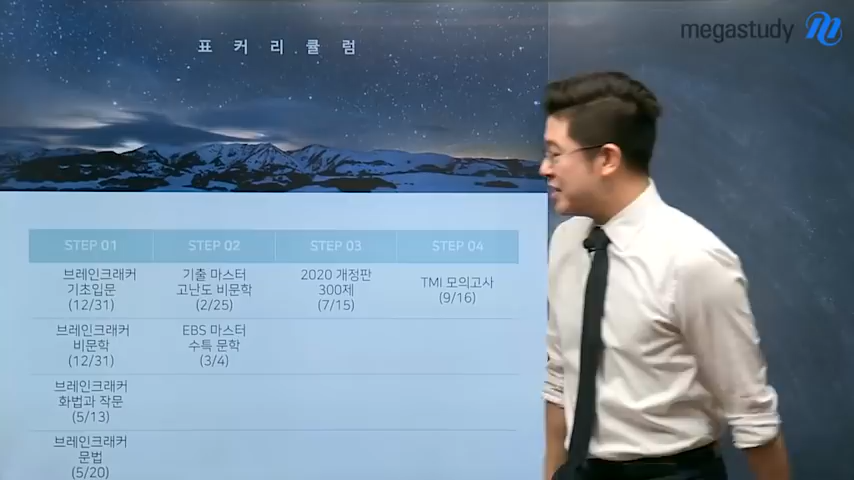 megastudy
표 커 리 큘 럼
STEP 01
STEP 02
STEP 03
STEP 04
브레인크래커
기초입문
(12/31)
기출 마스터
고난도 비문학
(2/25)
2020 개정판
300제
(7/15)
TMI 모의고사
(9/16)
브레인크래커
비문학
(12/31)
EBS 마스터
수특 문학
(3/4)
브레인크래커
화법과 작문
(5/13)
브레인크래커
문법
(5/20)